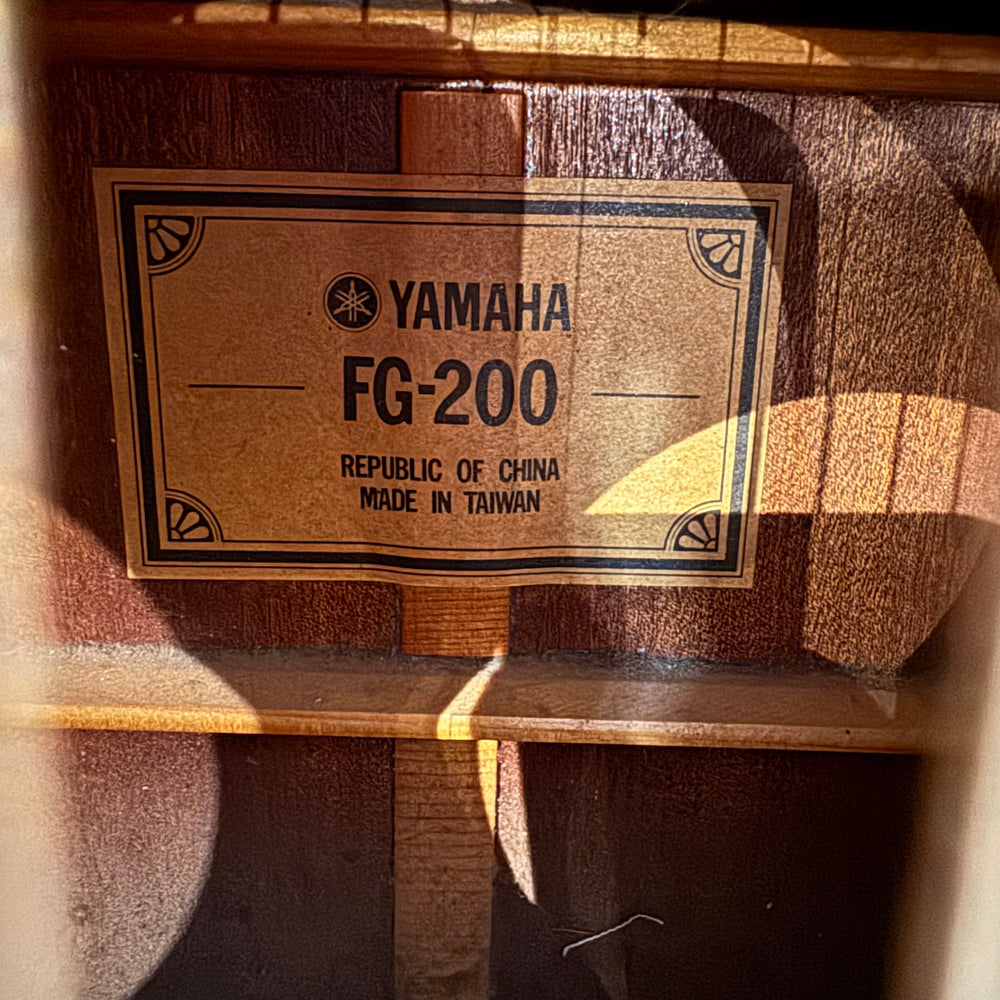 YAMAHA
FG-200
REPUBLIC OF CHINA
MADE IN TAIWAN